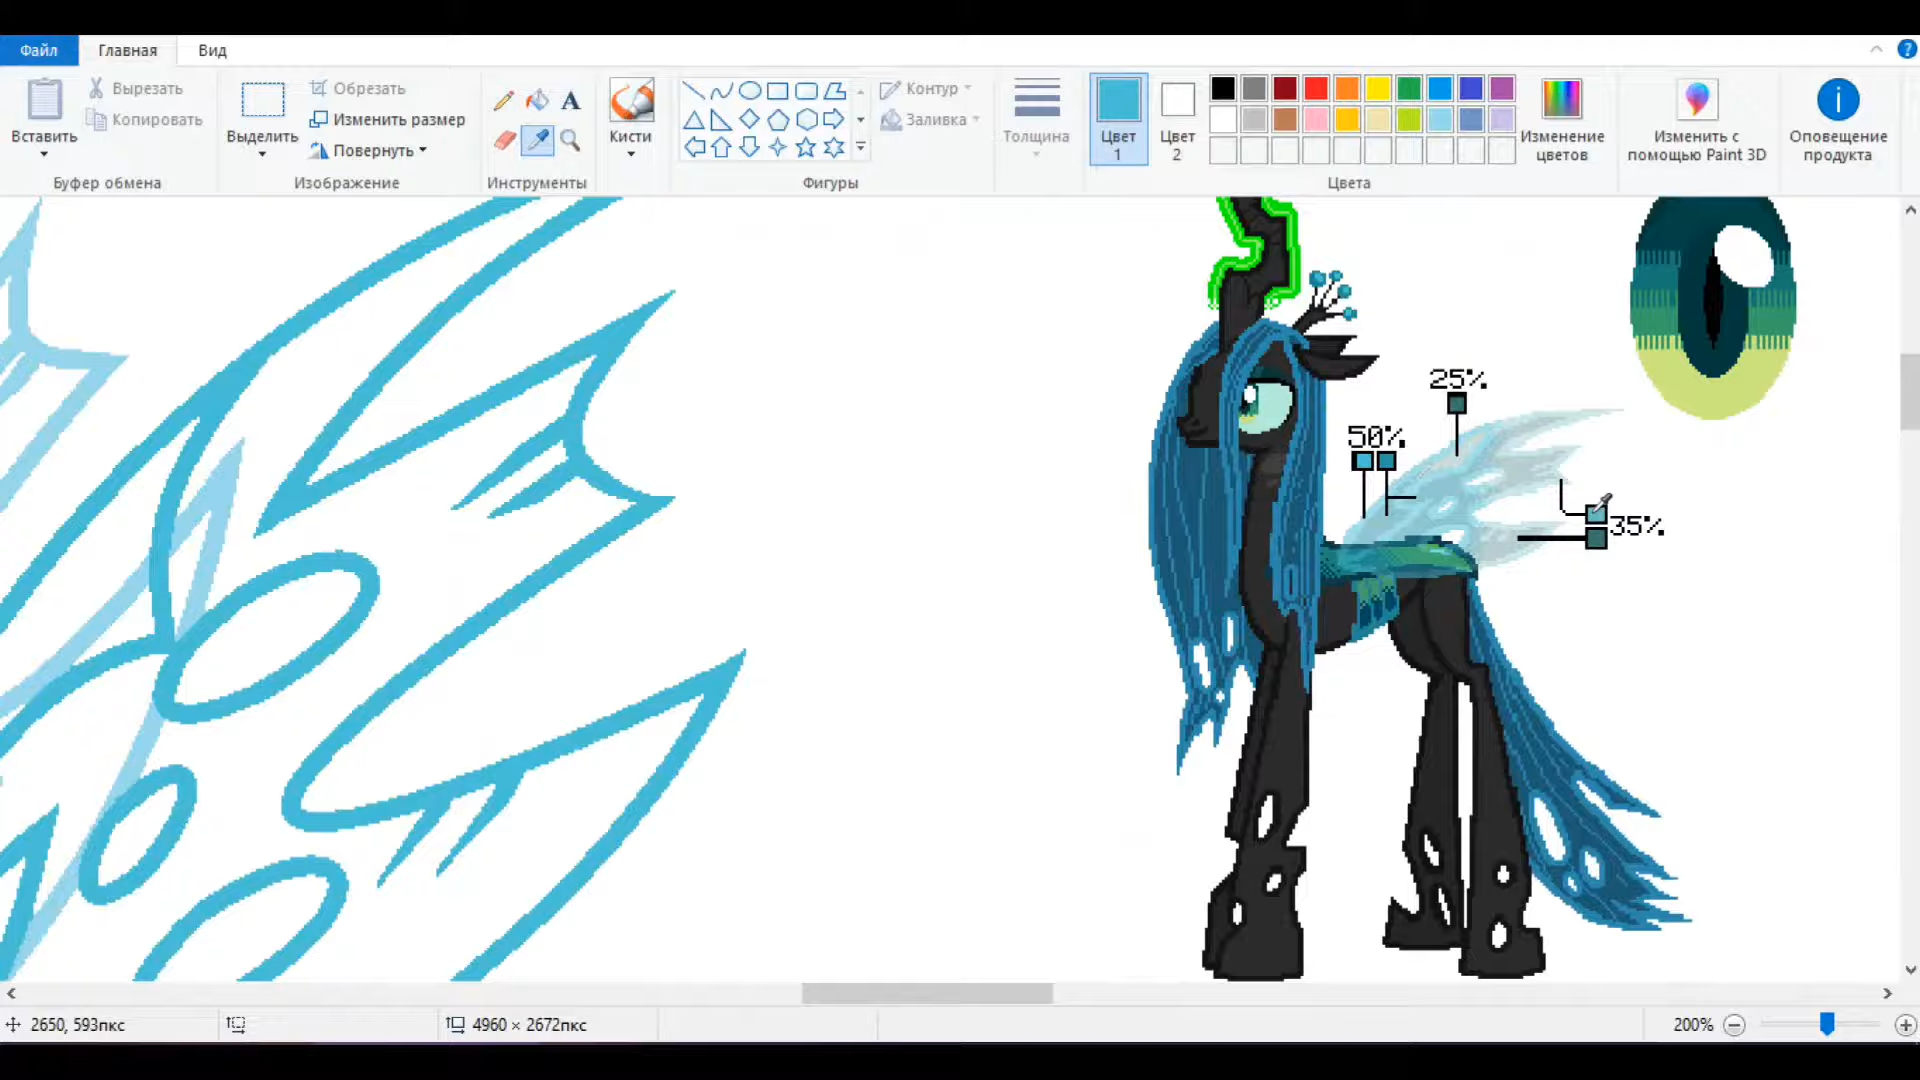 Файл Главная Вид
Вставить
Вырезать
Копировать
Буфер обмена
Выделить
Обрезать
Изменить размер
Повернуть
Изображение
A
Инструменты
Кисти
Фигуры
Контур
Заливка
Толщина
Цвет
1
Цвет
2
Цвета
Изменение
цветов
Изменить с
помощью Paint 3D
Оповещение
продукта
25%
50%
35%
2650, 593пкс
4960 × 2672пкс
200%